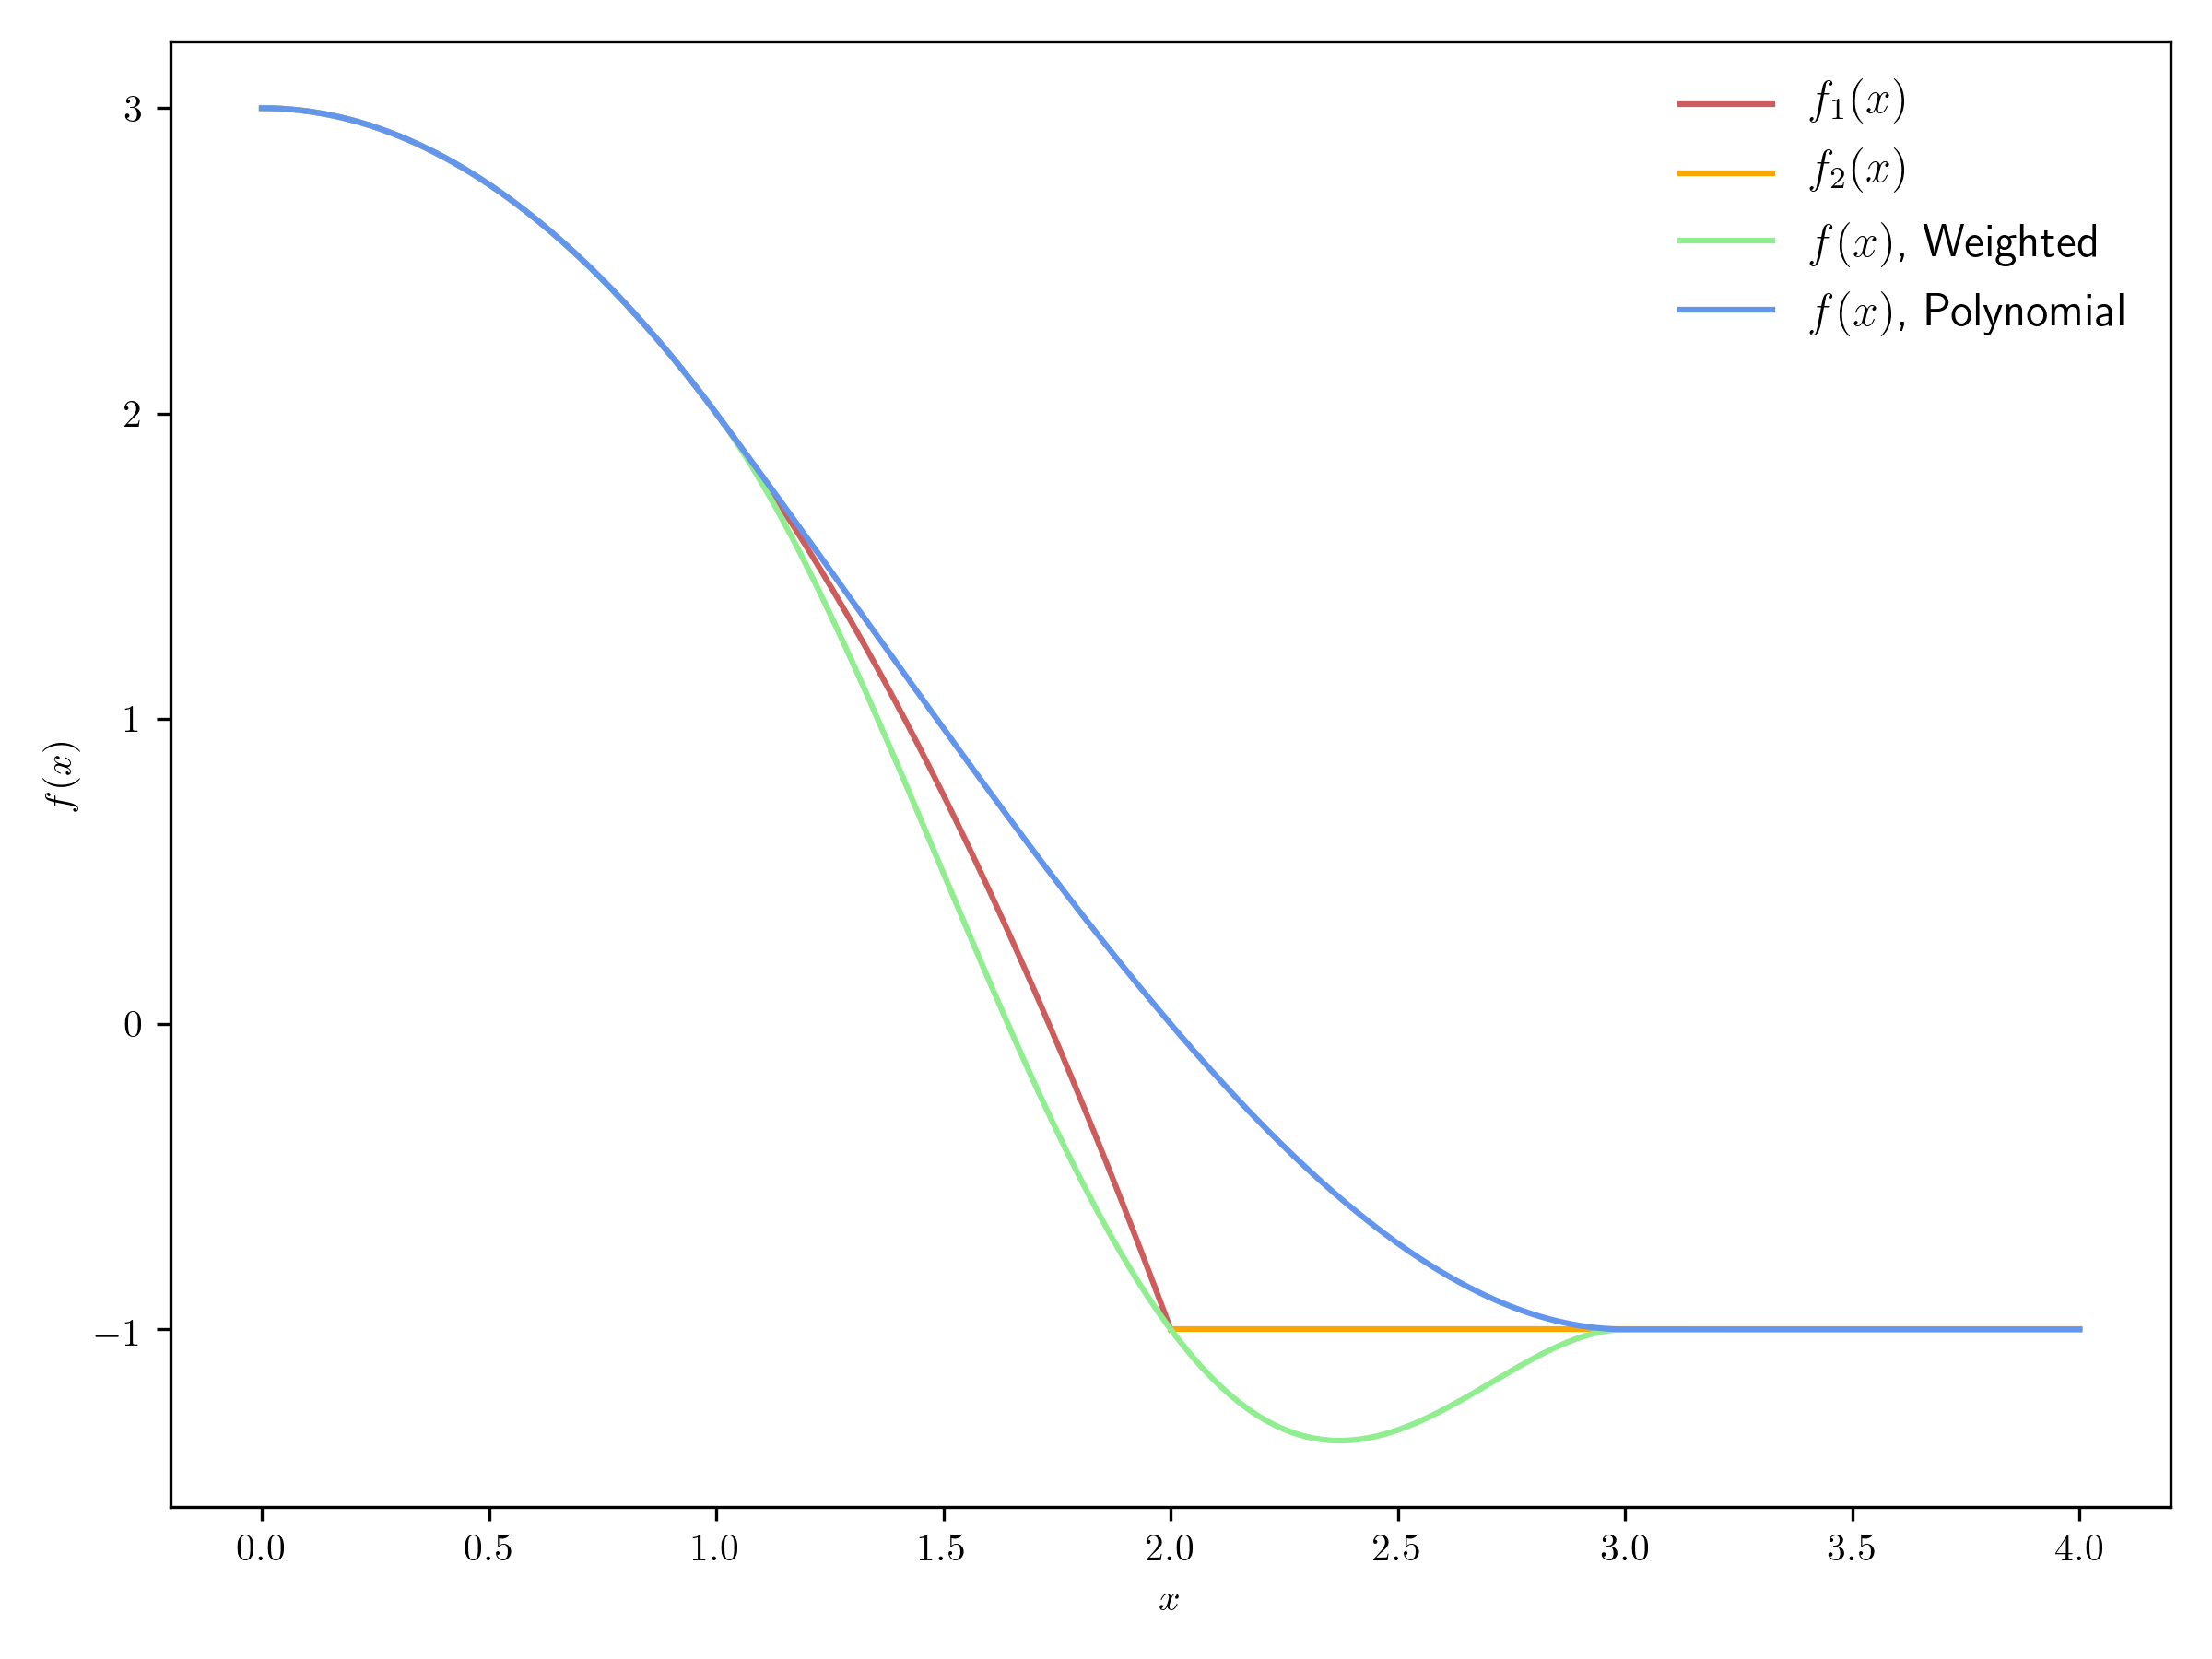 f₁(x)
f₂(x)
f(x), Weighted
f(x), Polynomial
3
2
1
0
−1
f(x)
0.0 0.5 1.0 1.5 2.0 2.5 3.0 3.5 4.0
x